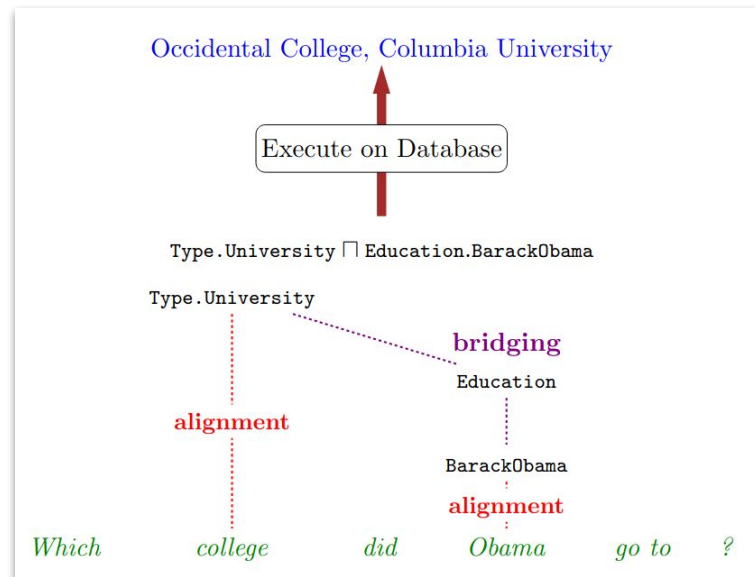 Occidental College, Columbia University
Execute on Database
Type.University ⊓ Education.BarackObama
Type.University
bridging
Education
alignment
BarackObama
alignment
Which college did Obama go to ?